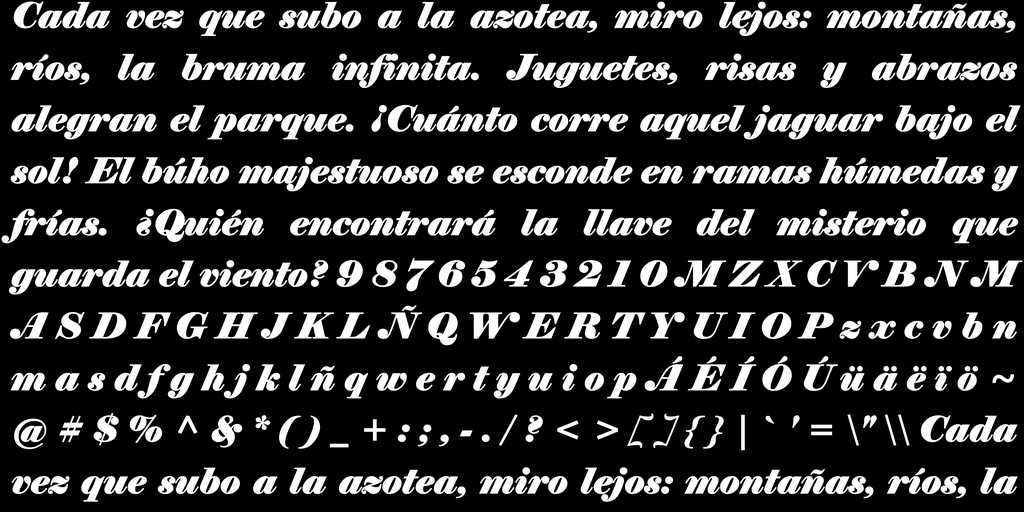 Cada vez que subo a la azotea, miro lejos: montañas,
ríos, la bruma infinita. Juguetes, risas y abrazos
alegran el parque. ¡Cuánto corre aquel jaguar bajo el
sol! El búho majestuoso se esconde en ramas húmedas y
frías. ¿Quién encontrará la llave del misterio que
guarda el viento? 9 8 7 6 5 4 3 2 1 0 M Z X C V B N M
A S D F G H J K L Ñ Q W E R T Y U I O P z x c v b n
m a s d f g h j k l ñ q w e r t y u i o p Á É Í Ó Ú ü ä ë ï ö ~
@ # $ % ^ & * ( ) _ + : ; , - . / ? < > [ ] { } | ` ' = \" \\ Cada
vez que subo a la azotea, miro lejos: montañas, ríos, la